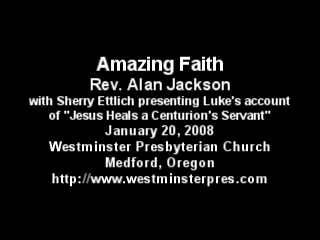 Amazing Faith
Rev. Alan Jackson
with Sherry Ettlich presenting Luke's account
of "Jesus Heals a Centurion's Servant"
January 20, 2008
Westminster Presbyterian Church
Medford, Oregon
http://www.westminsterpres.com